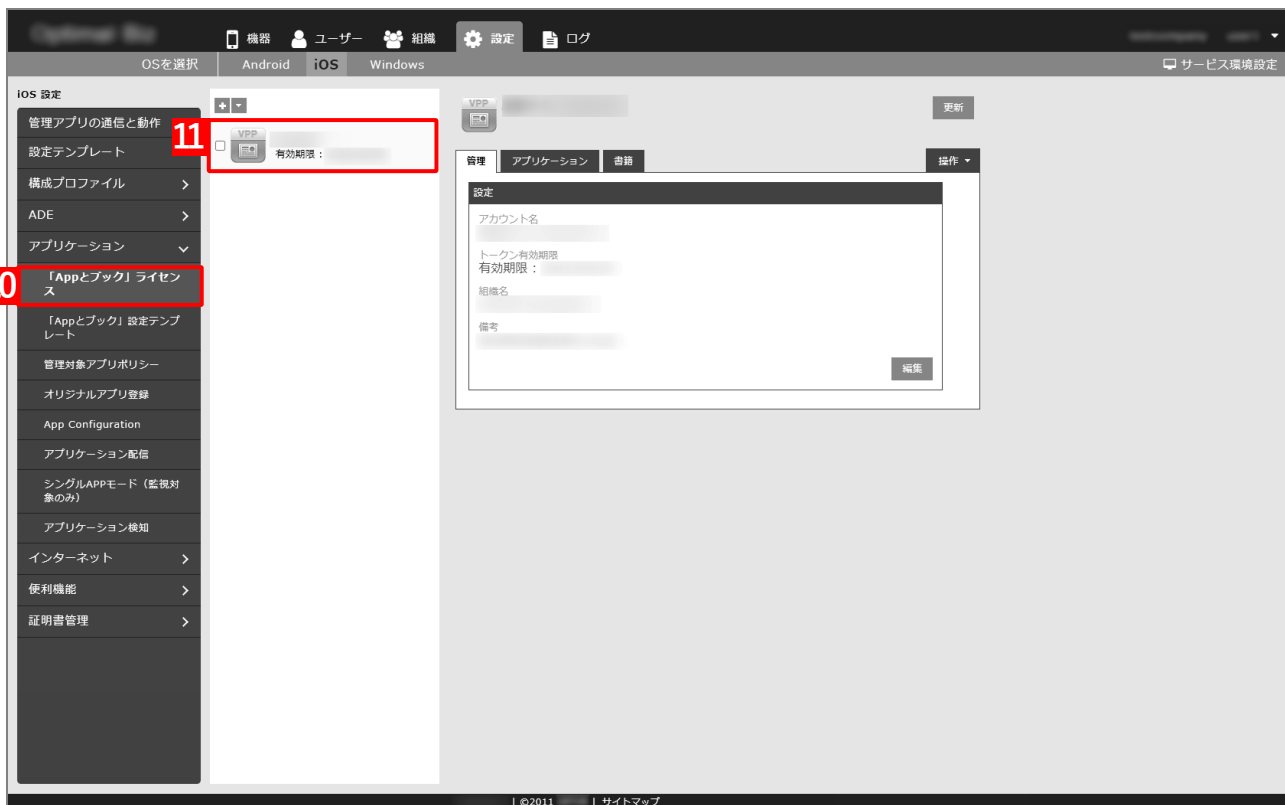 機器 ユーザー 組織 設定 ログ
OSを選択 Android iOS Windows サービス環境設定
iOS 設定
管理アプリの通信と動作
設定テンプレート
構成プロファイル
ADE
アプリケーション
「Appとブック」ライセン
ス
「Appとブック」設定テンプ
レート
管理対象アプリポリシー
オリジナルアプリ登録
App Configuration
アプリケーション配信
シングルAPPモード（監視対
象のみ）
アプリケーション検知
インターネット
便利機能
証明書管理
11
VPP
有効期限：
VPP
更新
管理 アプリケーション 書籍 操作
設定
アカウント名
トークン有効期限
有効期限：
組織名
備考
編集
| ©2011 | サイトマップ